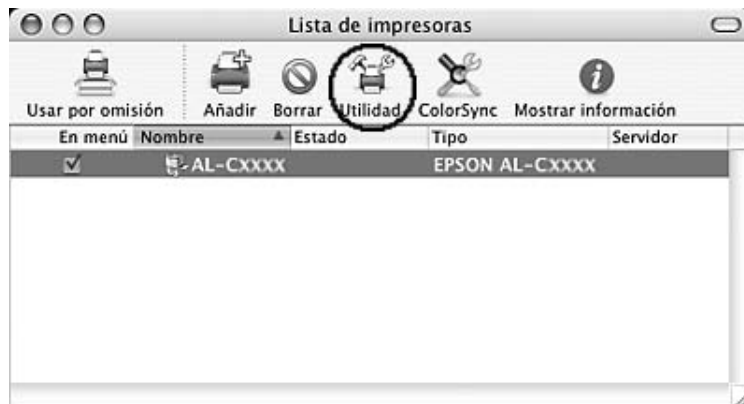 Lista de impresoras
Usar por omisión Añadir Borrar Utilidad ColorSync Mostrar información
En menú Nombre Estado Tipo Servidor
AL-CXXXX EPSON AL-CXXXX